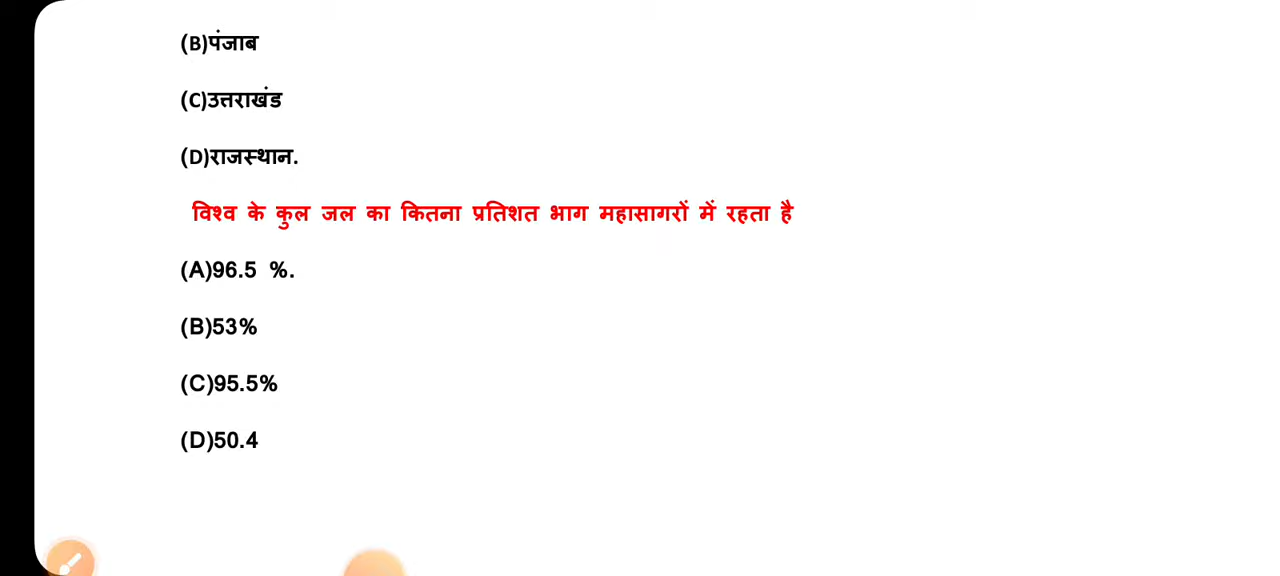 (B)पंजाब
(C)उत्तराखंड
(D)राजस्थान.
विश्व के कुल जल का कितना प्रतिशत भाग महासागरों में रहता है
(A)96.5 %.
(B)53%
(C)95.5%
(D)50.4